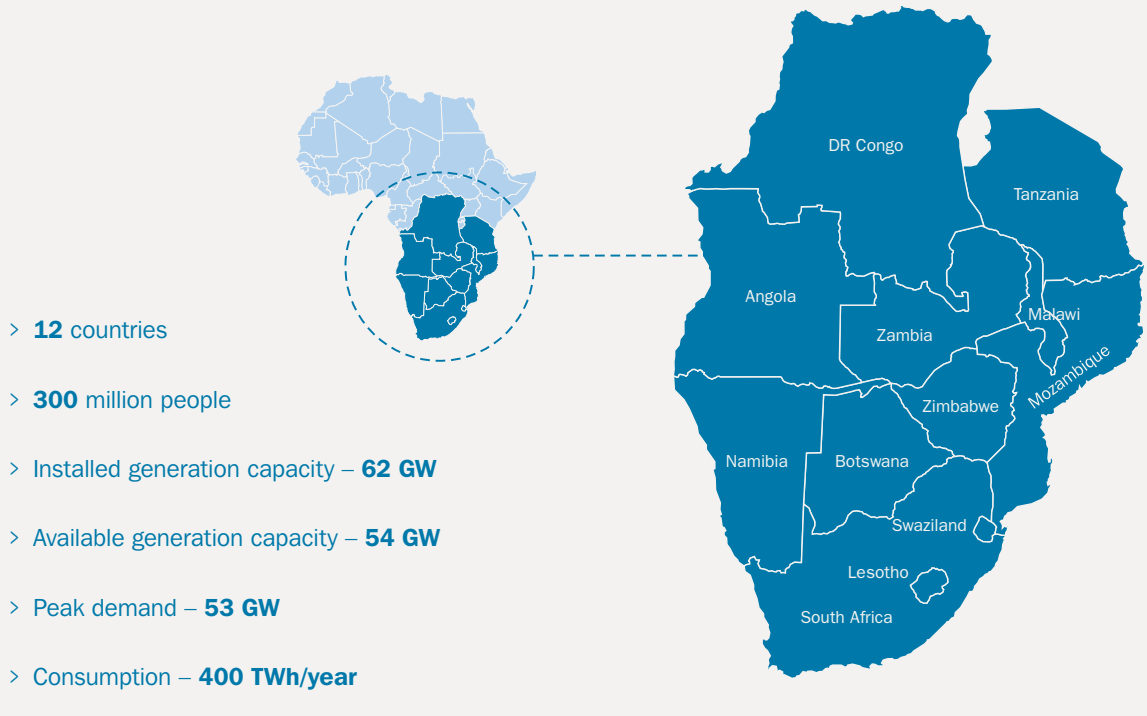 > 12 countries
> 300 million people
> Installed generation capacity – 62 GW
> Available generation capacity – 54 GW
> Peak demand – 53 GW
> Consumption – 400 TWh/year
DR Congo
Tanzania
Angola
Malawi
Zambia
Mozambique
Zimbabwe
Namibia
Botswana
Swaziland
Lesotho
South Africa